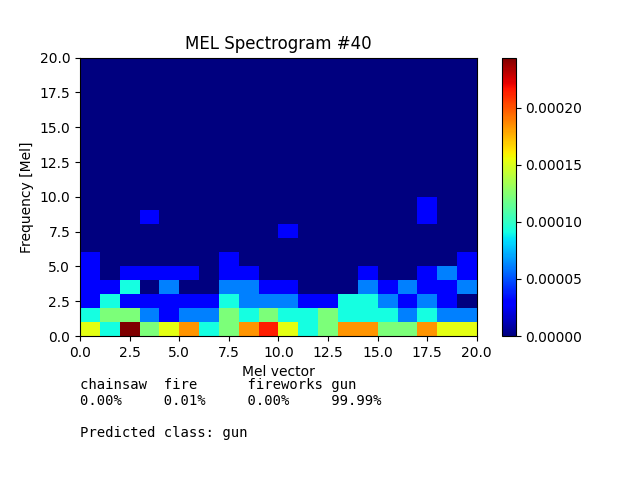 MEL Spectrogram #40
Frequency [Mel]
20.0
17.5
15.0
12.5
10.0
7.5
5.0
2.5
0.0
0.0 2.5 5.0 7.5 10.0 12.5 15.0 17.5 20.0
Mel vector
0.00020
0.00015
0.00010
0.00005
0.00000
chainsaw fire fireworks gun
0.00% 0.01% 0.00% 99.99%
Predicted class: gun